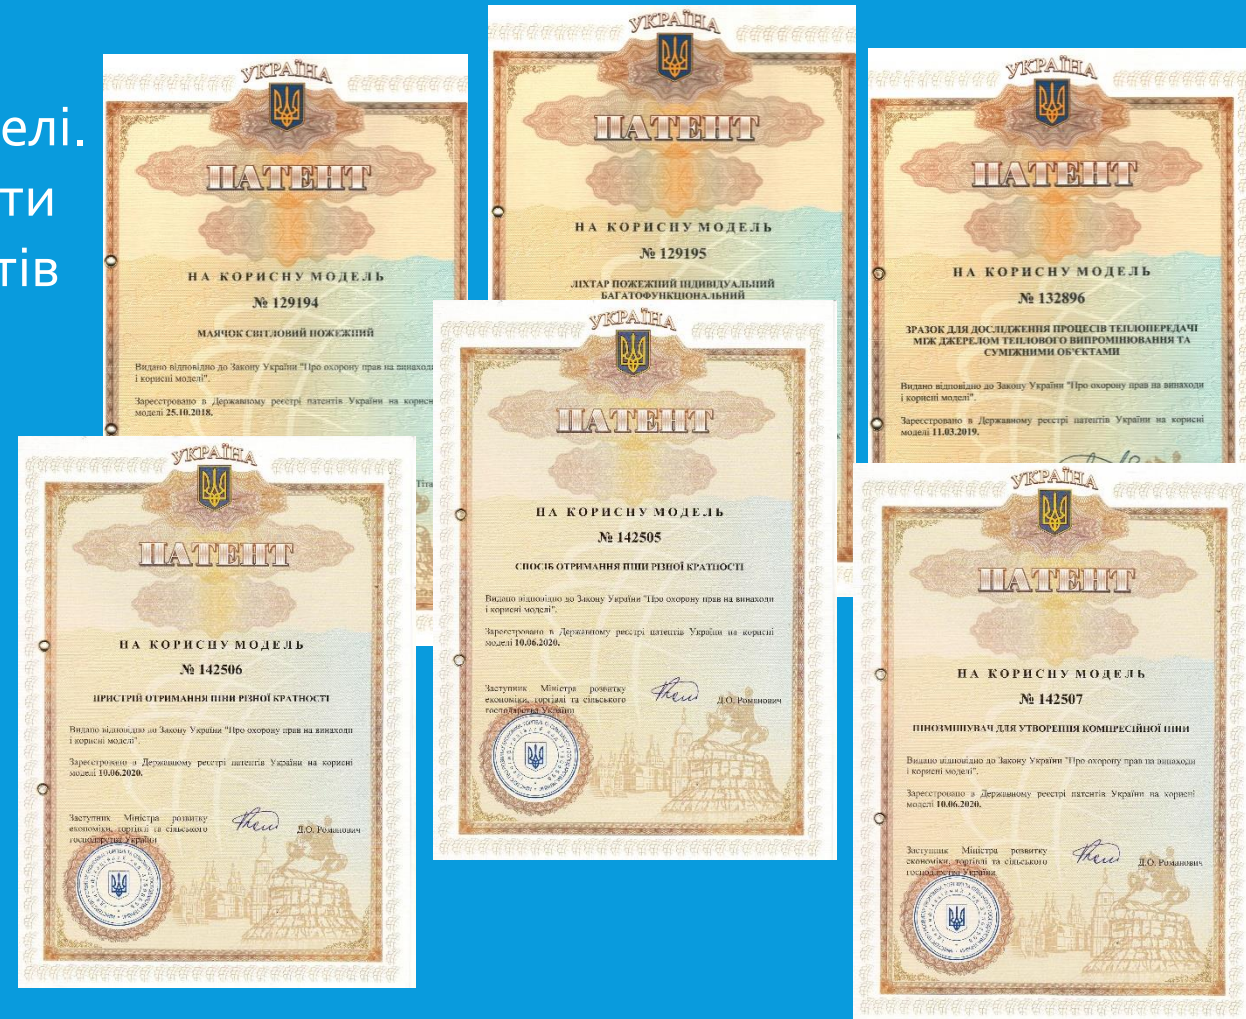 елі.
ти
тів
УКРАЇНА
ПАТЕНТ
НА КОРИСНУ МОДЕЛЬ
№ 129194
МАЯЧОК СВІТЛОВИЙ ПОЖЕЖНИЙ
Видано відповідно до Закону України "Про охорону прав на винаходи
і корисні моделі".
Зареєстровано в Державному реєстрі патентів України на корисн
моделі 25.10.2018.
Тіта
УКРАЇНА
ПАТЕНТ
НА КОРИСНУ МОДЕЛЬ
№ 129195
ЛІХТАР ПОЖЕЖНИЙ ІНДИВІДУАЛЬНИЙ
БАГАТОФУНКЦІОНАЛЬНИЙ
УКРАЇНА
ПАТЕНТ
НА КОРИСНУ МОДЕЛЬ
№ 132896
ЗРАЗОК ДЛЯ ДОСЛІДЖЕННЯ ПРОЦЕСІВ ТЕПЛОПЕРЕДАЧІ
МІЖ ДЖЕРЕЛОМ ТЕПЛОВОГО ВИПРОМІНЮВАННЯ ТА
СУМІЖНИМИ ОБ'ЄКТАМИ
Видано відповідно до Закону України "Про охорону прав на винаходи
і корисні моделі".
Зареєстровано в Державному реєстрі патентів України на корисні
моделі 11.03.2019.
УКРАЇНА
ПАТЕНТ
НА КОРИСНУ МОДЕЛЬ
№ 142506
ПРИСТРІЙ ОТРИМАННЯ ПІНИ РІЗНОЇ КРАТНОСТІ
Видано відповідно до Закону України "Про охорону прав на винаходи
і корисні моделі".
Зареєстровано в Державному реєстрі патентів України на корисні
моделі 10.06.2020.
Заступник Міністра розвитку
економіки, торгівлі та сільського
господарства України
Д.О. Романович
УКРАЇНА
ПАТЕНТ
НА КОРИСНУ МОДЕЛЬ
№ 142505
СПОСІБ ОТРИМАННЯ ПІНИ РІЗНОЇ КРАТНОСТІ
Видано відповідно до Закону України "Про охорону прав на винаходи
і корисні моделі".
Зареєстровано в Державному реєстрі патентів України на корисні
моделі 10.06.2020.
Заступник Міністра розвитку
економіки, торгівлі та сільського
господарства України
Д.О. Романович
УКРАЇНА
ПАТЕНТ
НА КОРИСНУ МОДЕЛЬ
№ 142507
ПІНОЗМІШУВАЧ ДЛЯ УТВОРЕННЯ КОМПРЕСІЙНОЇ ПІНИ
Видано відповідно до Закону України "Про охорону прав на винаходи
і корисні моделі".
Зареєстровано в Державному реєстрі патентів України на корисні
моделі 10.06.2020.
Заступник Міністра розвитку
економіки, торгівлі та сільського
господарства України
Д.О. Романович